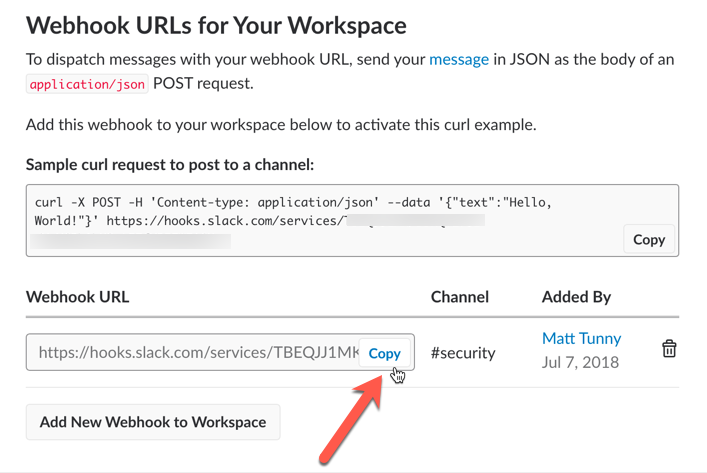 Webhook URLs for Your Workspace
To dispatch messages with your webhook URL, send your message in JSON as the body of an
application/json POST request.
Add this webhook to your workspace below to activate this curl example.
Sample curl request to post to a channel:
curl -X POST -H 'Content-type: application/json' --data '{"text":"Hello,
World!"}' https://hooks.slack.com/services/
Copy
Webhook URL Channel Added By
https://hooks.slack.com/services/TBEQJJ1MK Copy #security Matt Tunny
Jul 7, 2018
Add New Webhook to Workspace